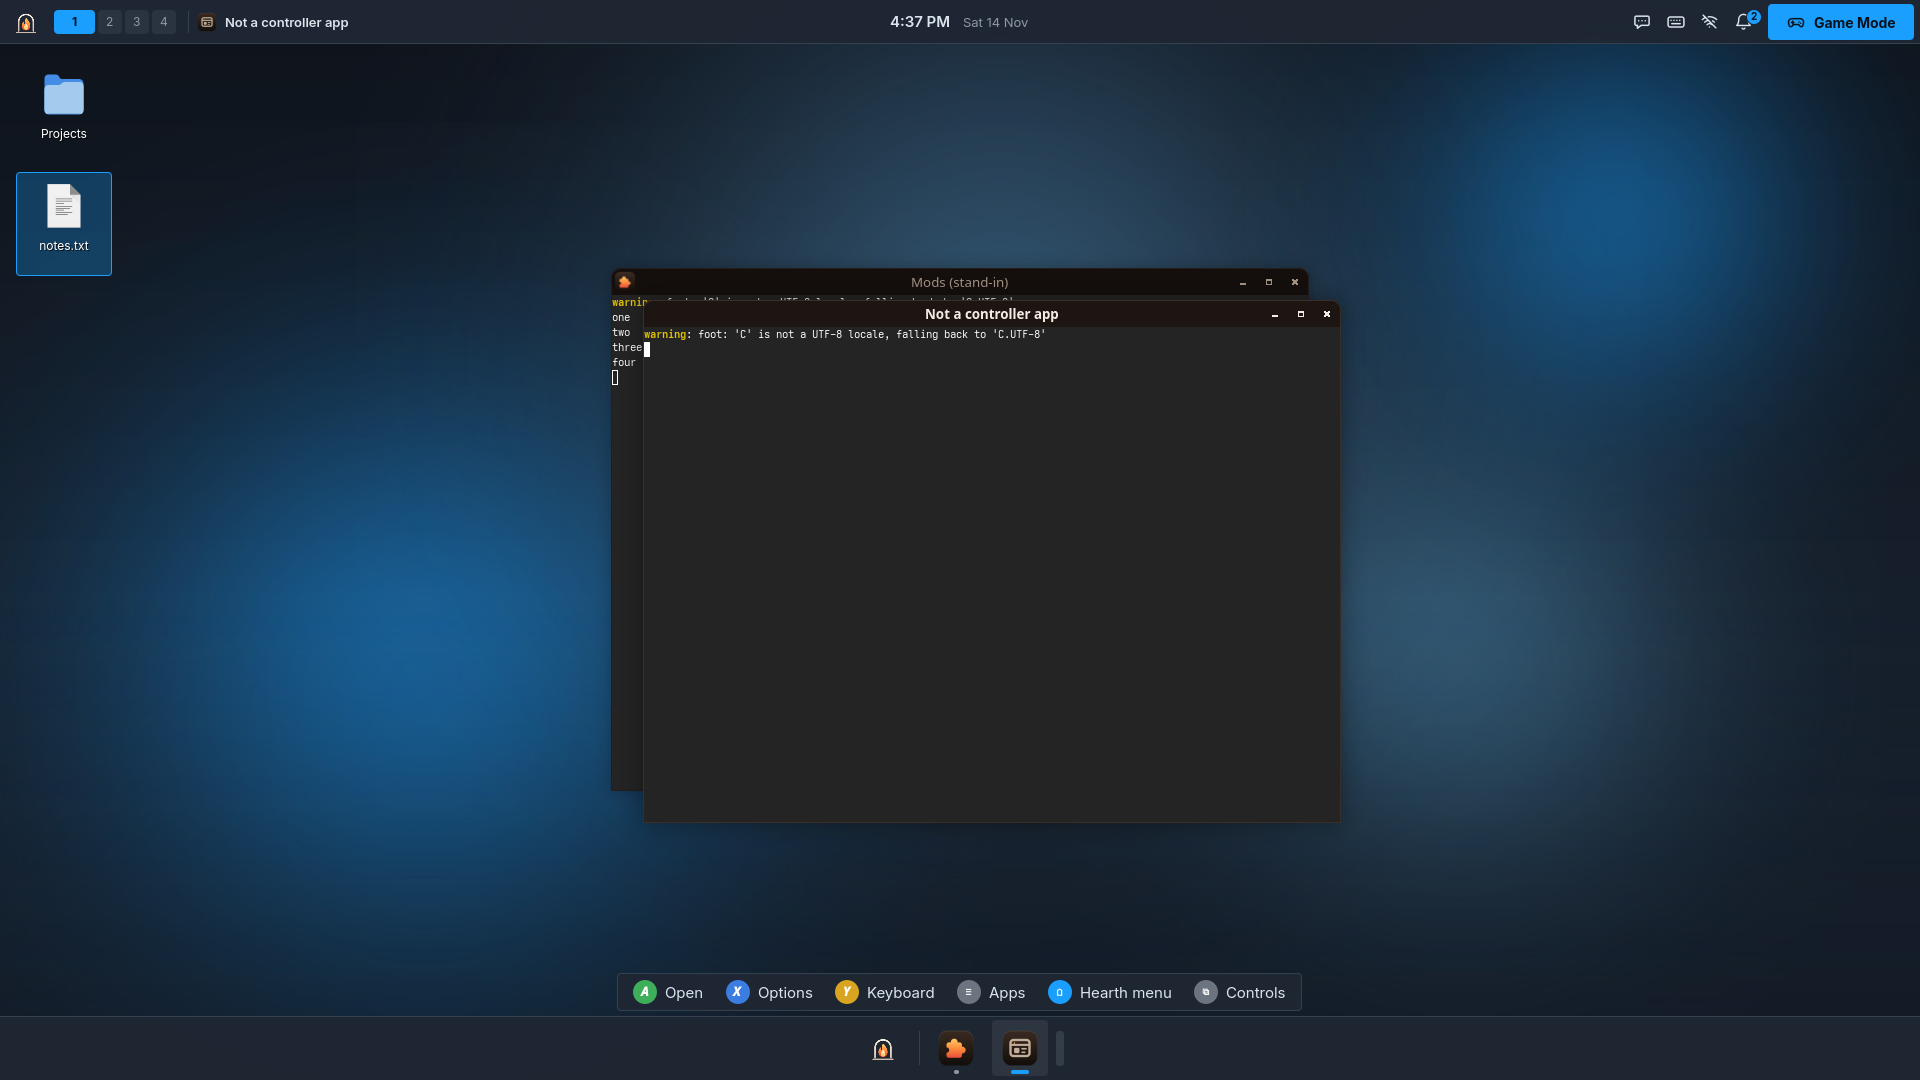 1 2 3 4 Not a controller app
4:37 PM Sat 14 Nov
2
Game Mode
Projects
notes.txt
Mods (stand-in)
warnin
one
two
three
four
Not a controller app
warning: foot: 'C' is not a UTF-8 locale, falling back to 'C.UTF-8'
A Open X Options Y Keyboard Apps Hearth menu Controls